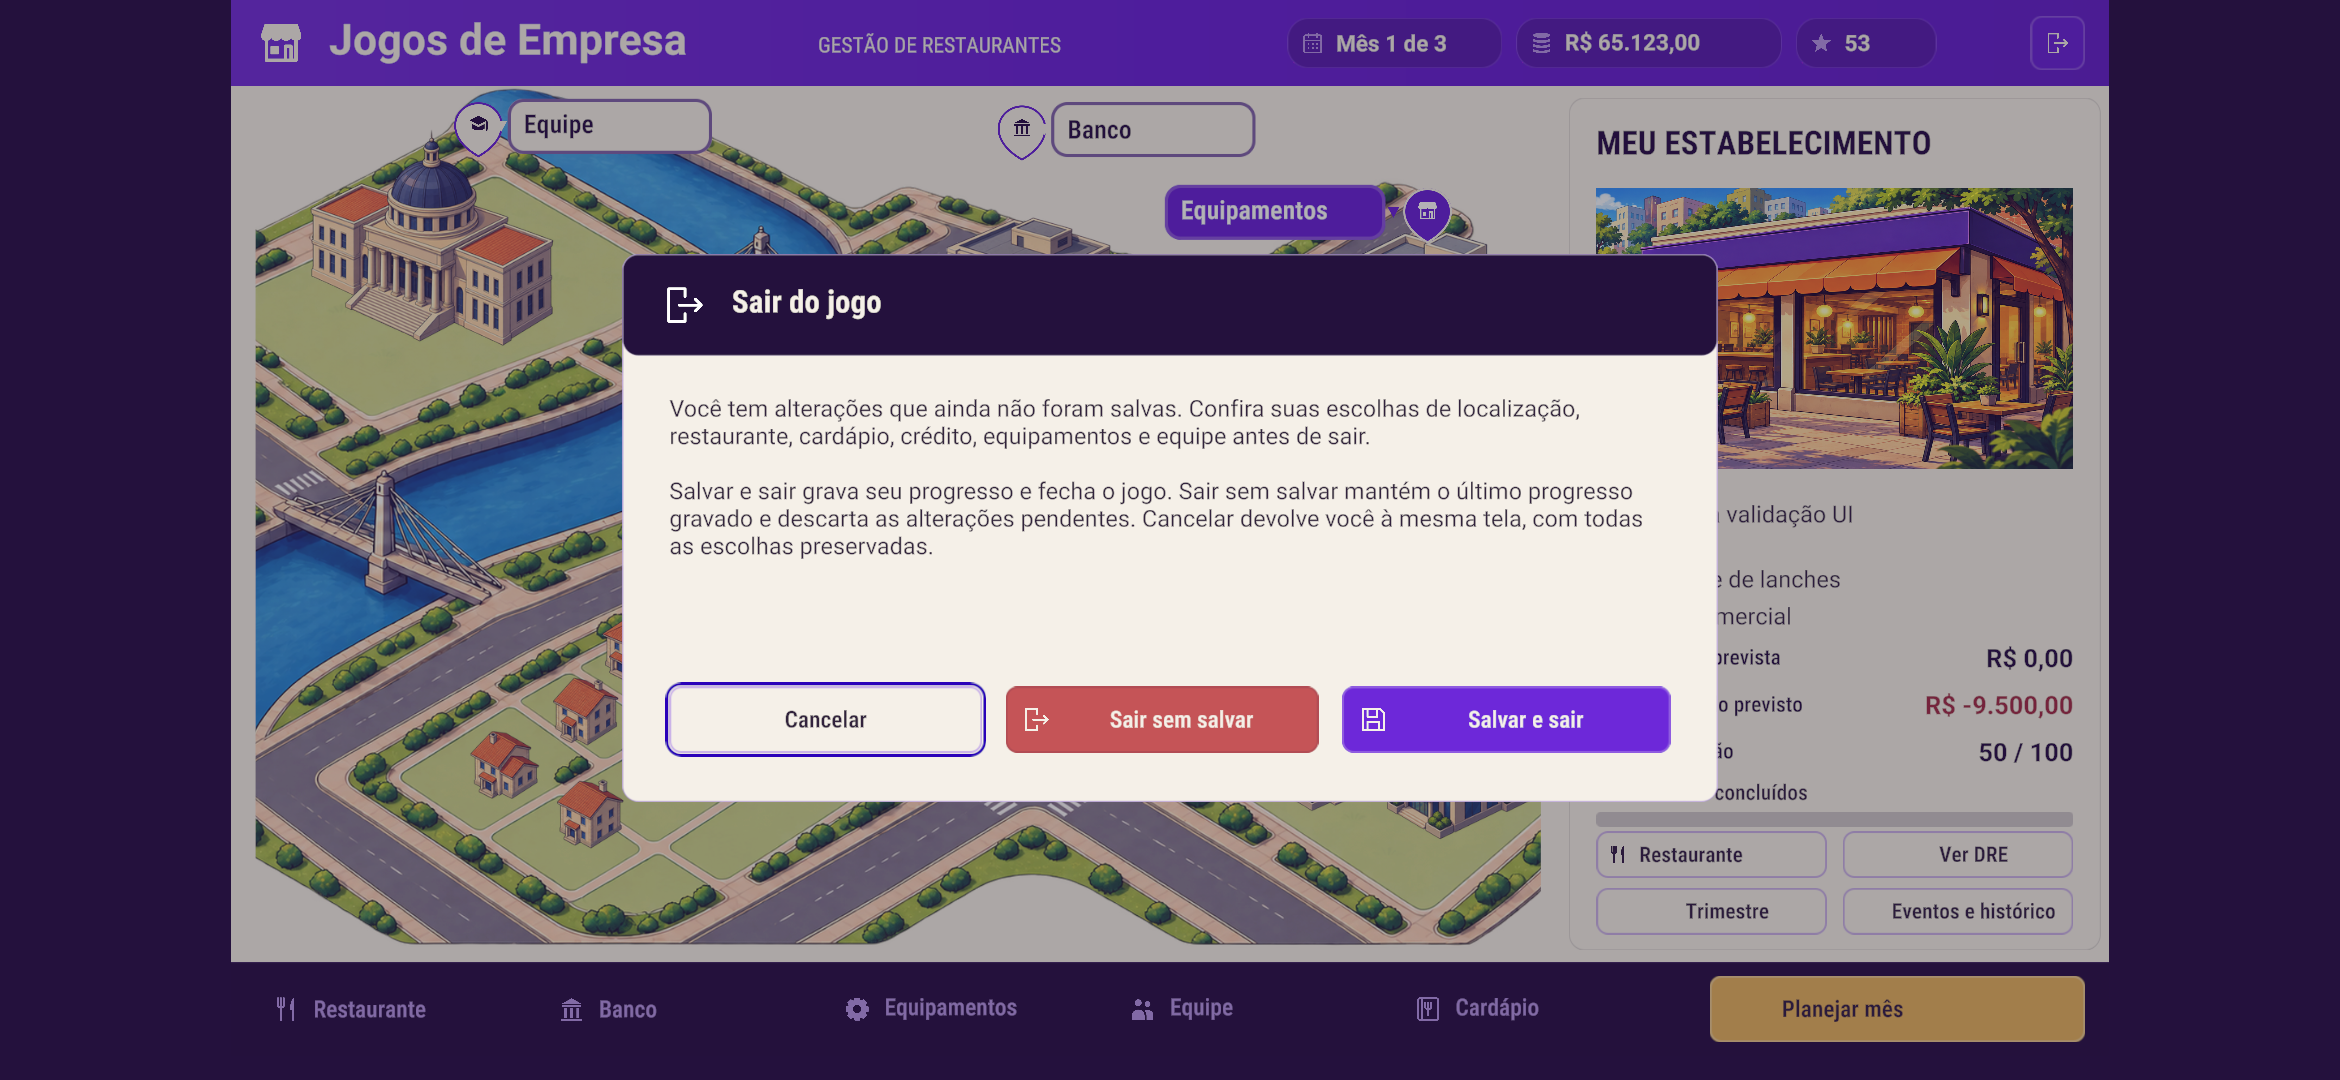 Jogos de Empresa
GESTÃO DE RESTAURANTES
Mês 1 de 3
R$ 65.123,00
53
Equipe
Banco
Equipamentos
MEU ESTABELECIMENTO
Sair do jogo
Você tem alterações que ainda não foram salvas. Confira suas escolhas de localização,
restaurante, cardápio, crédito, equipamentos e equipe antes de sair.
Salvar e sair grava seu progresso e fecha o jogo. Sair sem salvar mantém o último progresso
gravado e descarta as alterações pendentes. Cancelar devolve você à mesma tela, com todas
as escolhas preservadas.
Cancelar
Sair sem salvar
Salvar e sair
validação UI
de lanches
R$ 0,00
previsto
R$ -9.500,00
50 / 100
concluídos
Restaurante
Ver DRE
Trimestre
Eventos e histórico
Restaurante
Banco
Equipamentos
Equipe
Cardápio
Planejar mês